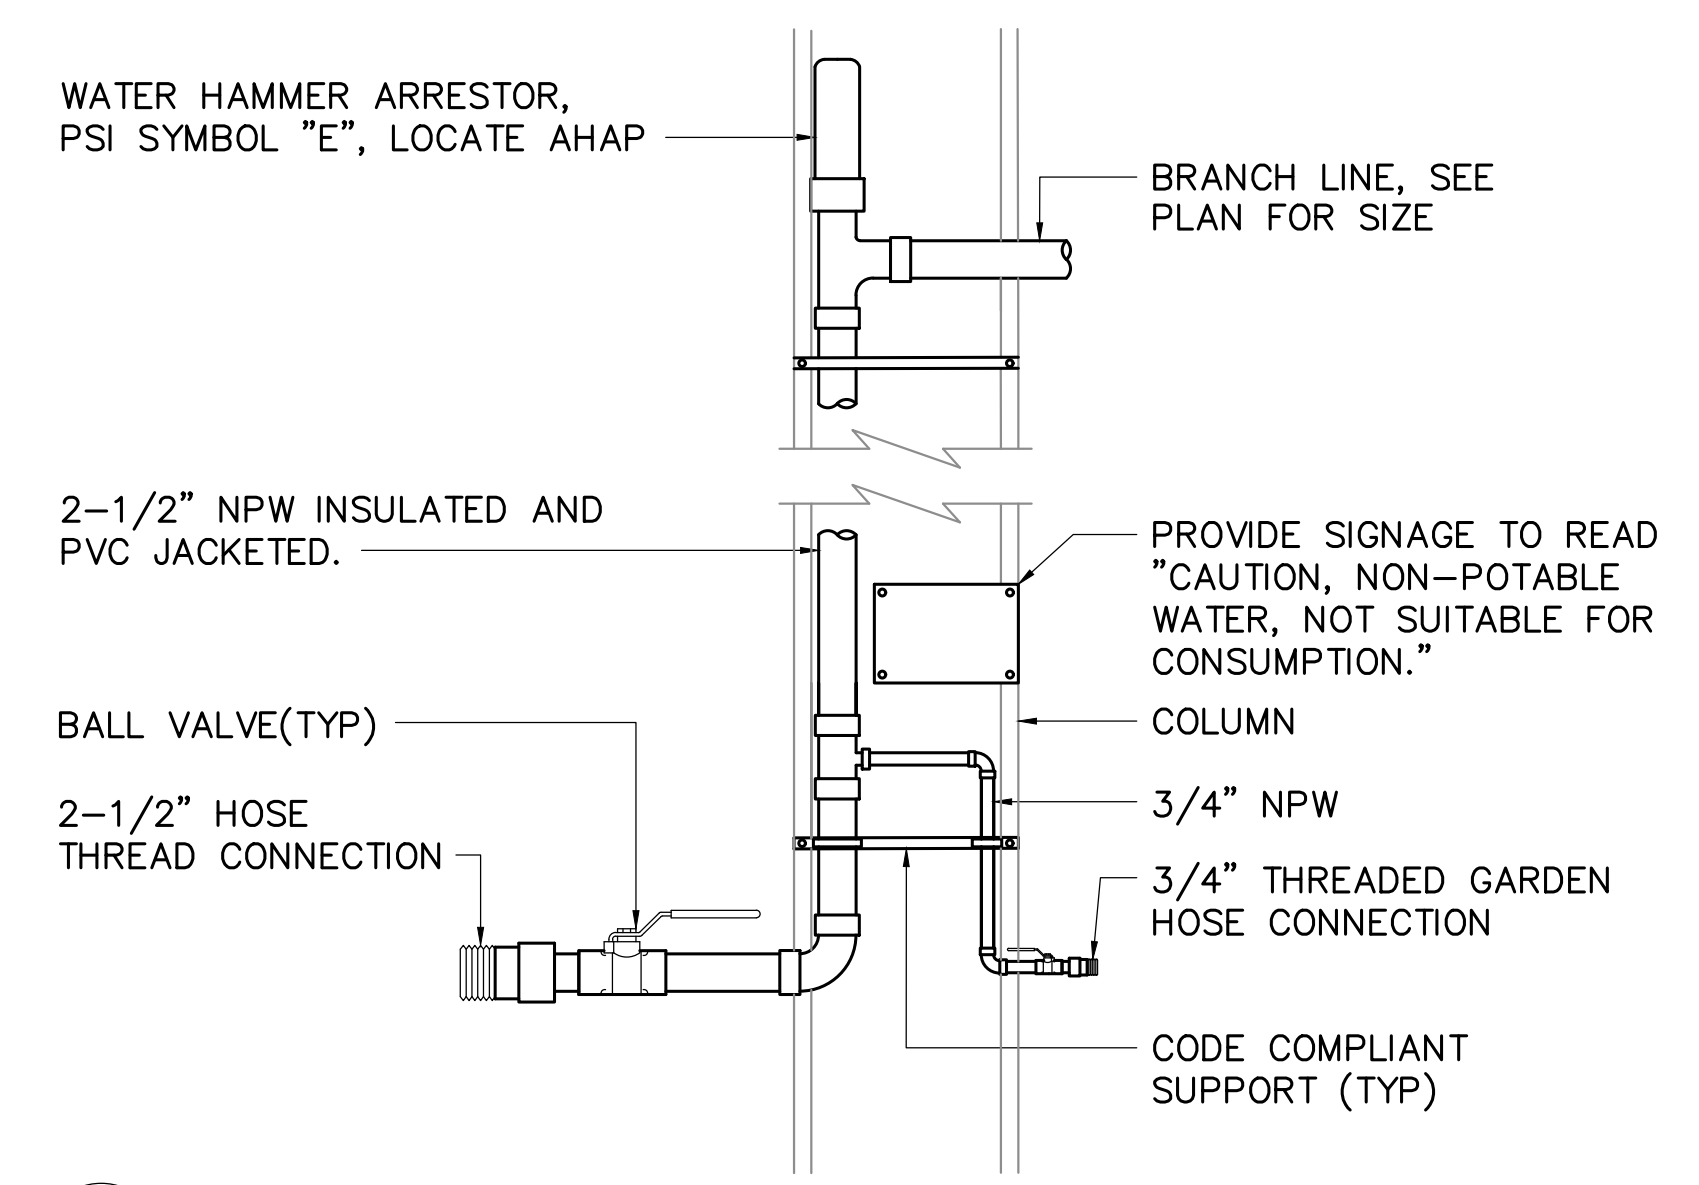 WATER HAMMER ARRESTOR,
PSI SYMBOL "E", LOCATE AHAP
BRANCH LINE, SEE
PLAN FOR SIZE
2-1/2" NPW INSULATED AND
PVC JACKETED.
PROVIDE SIGNAGE TO READ
"CAUTION, NON-POTABLE
WATER, NOT SUITABLE FOR
CONSUMPTION."
BALL VALVE(TYP)
COLUMN
2-1/2" HOSE
THREAD CONNECTION
3/4" NPW
3/4" THREADED GARDEN
HOSE CONNECTION
CODE COMPLIANT
SUPPORT (TYP)